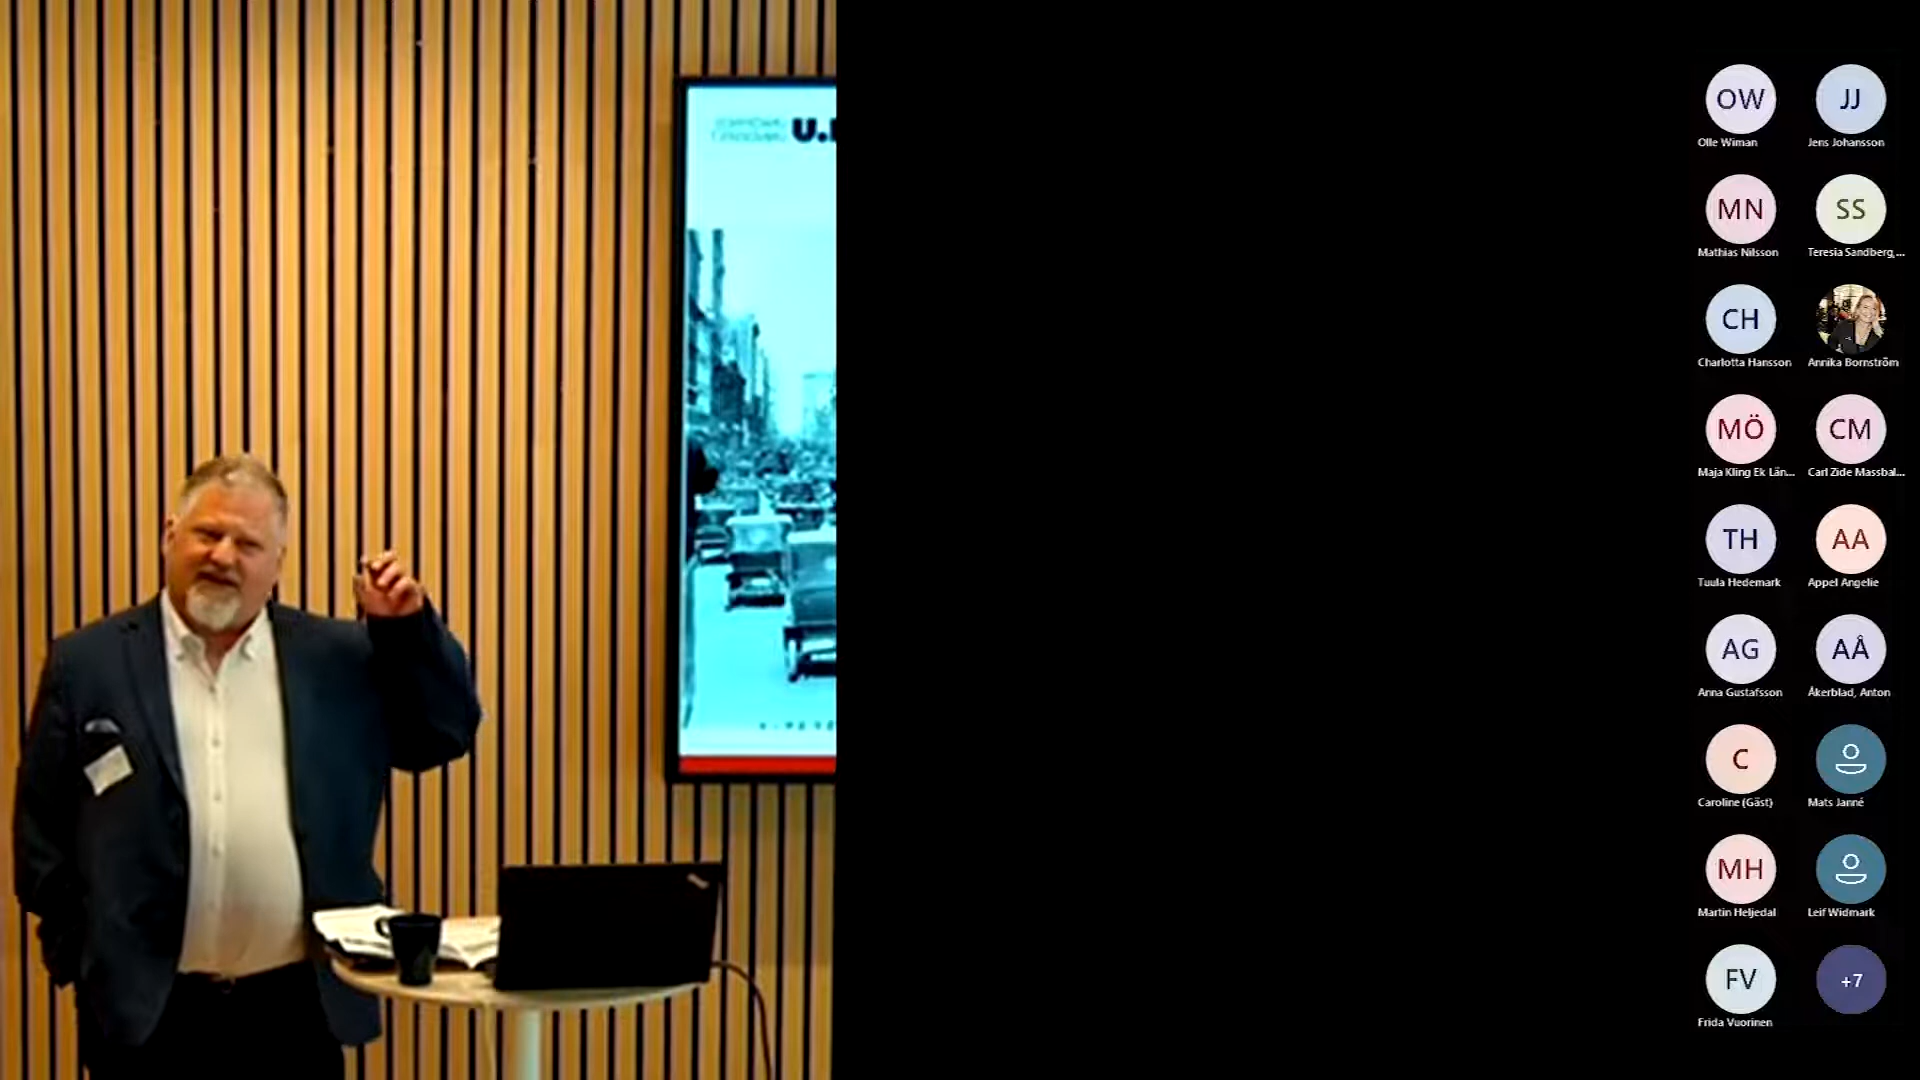 U.
OW
JJ
Olle Wiman
Jens Johansson
MN
SS
Mathias Nilsson
Teresia Sandberg,...
CH
Charlotta Hansson
Annika Bornström
MÖ
CM
Maja Kling Ek Län...
Carl Zide Massbal...
TH
AA
Tuula Hedemark
Appel Angelie
AG
AÅ
Anna Gustafsson
Åkerblad, Anton
C
Caroline (Gäst)
Mats Janné
MH
Martin Heljedal
Leif Widmark
FV
+7
Frida Vuorinen